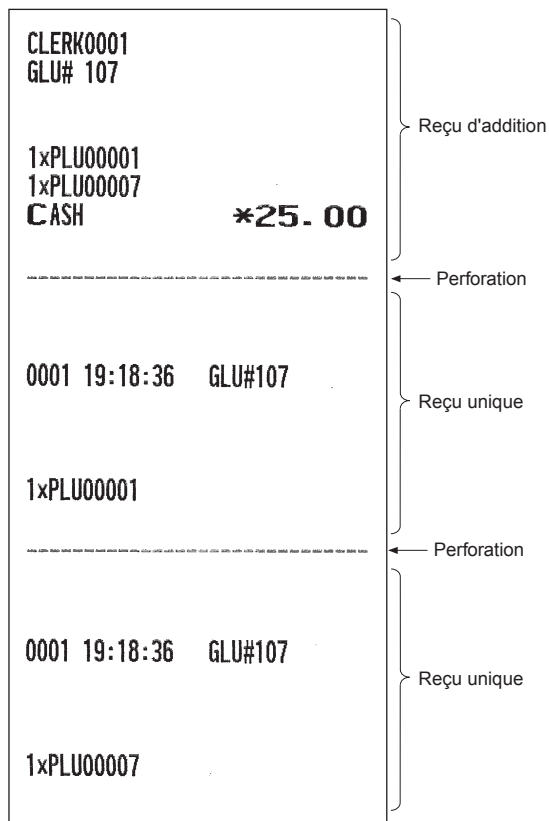 CLERK0001
GLU# 107
Reçu d'addition
1xPLU00001
1xPLU00007
CASH *25.00
Perforation
0001 19:18:36 GLU#107
Reçu unique
1xPLU00001
Perforation
0001 19:18:36 GLU#107
Reçu unique
1xPLU00007